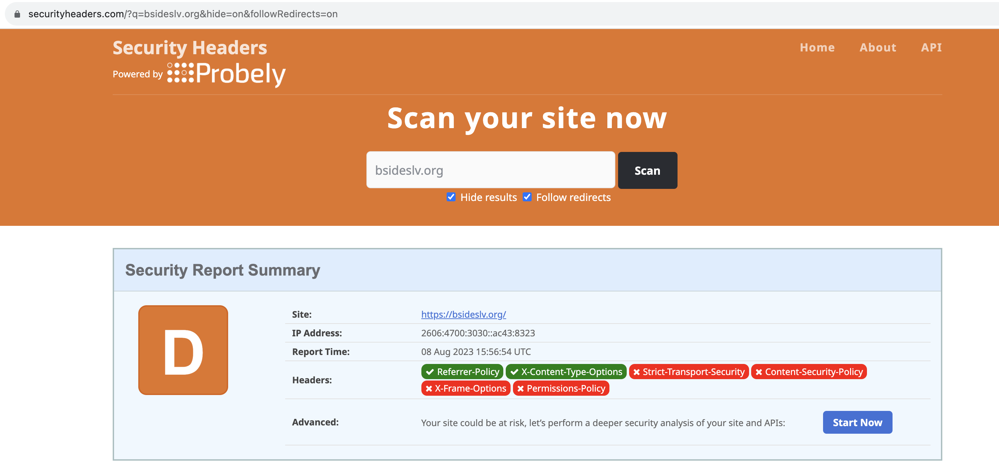 securityheaders.com/?q=bsideslv.org&hide=on&followRedirects=on
Security Headers
Home About API
Powered by Probely
Scan your site now
bsideslv.org Scan
Hide results Follow redirects
Security Report Summary
D
Site: https://bsideslv.org/
IP Address: 2606:4700:3030::ac43:8323
Report Time: 08 Aug 2023 15:56:54 UTC
Headers: Referrer-Policy X-Content-Type-Options Strict-Transport-Security Content-Security-Policy
X-Frame-Options Permissions-Policy
Advanced: Your site could be at risk, let’s perform a deeper security analysis of your site and APIs: Start Now